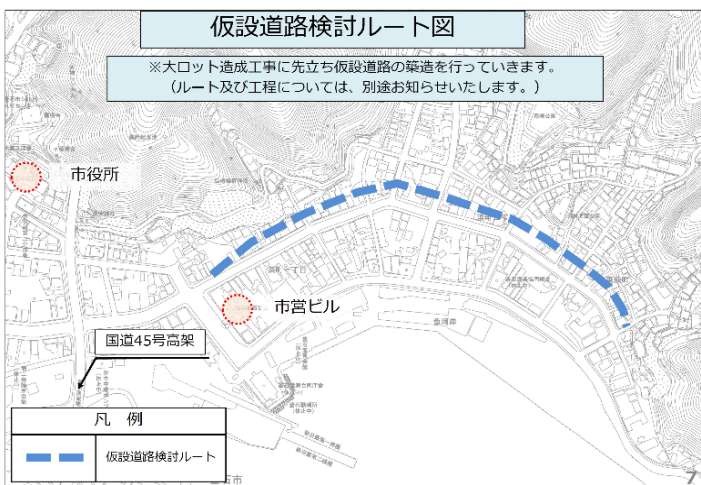 仮設道路検討ルート図
※大ロット造成工事に先立ち仮設道路の築造を行っていきます。
（ルート及び工程については、別途お知らせいたします。）
市役所
市営ビル
魚河岸
国道45号高架
凡 例
仮設道路検討ルート
7